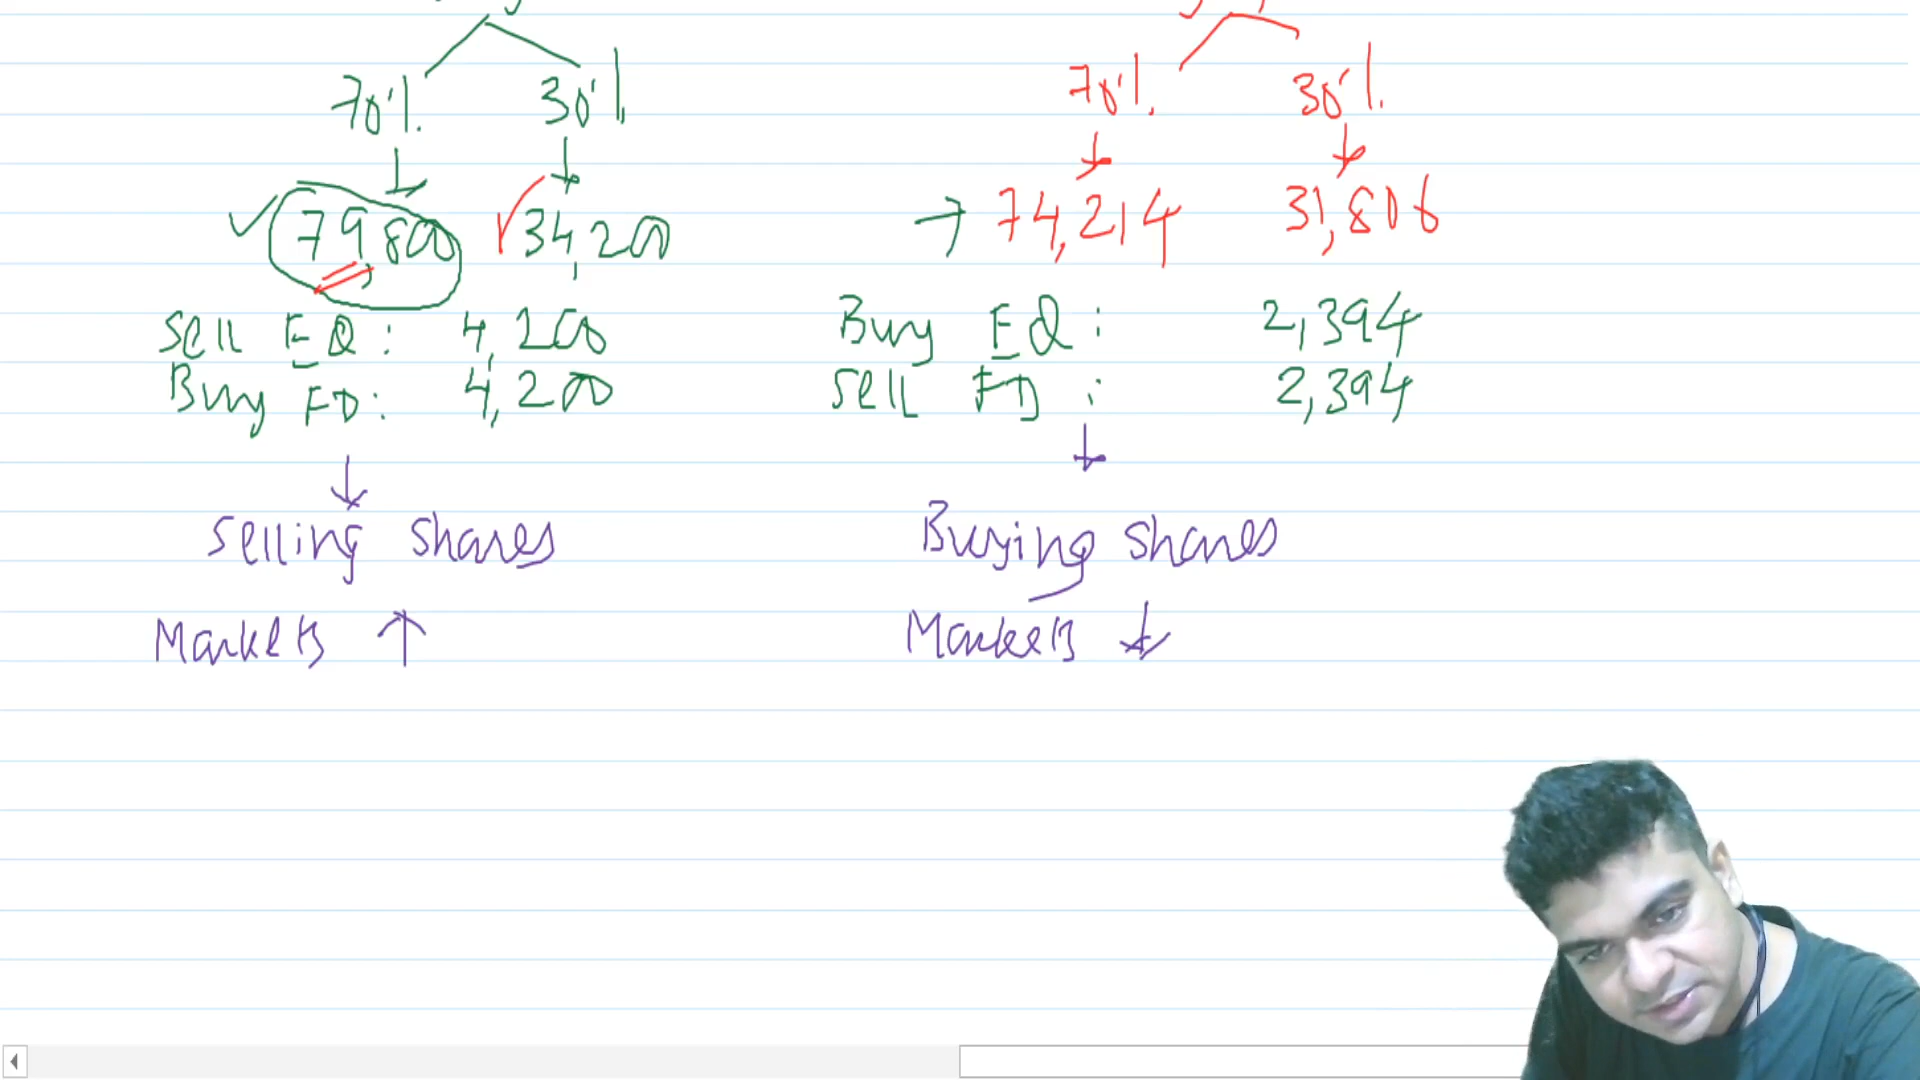 70% 30%
79,800 34,200
Sell EQ: 4,200
Buy FD: 4,200
Selling shares
Markets ↑
70% 30%
→ 74,214 31,806
Buy EQ: 2,394
Sell FD: 2,394
Buying shares
Markets ↓